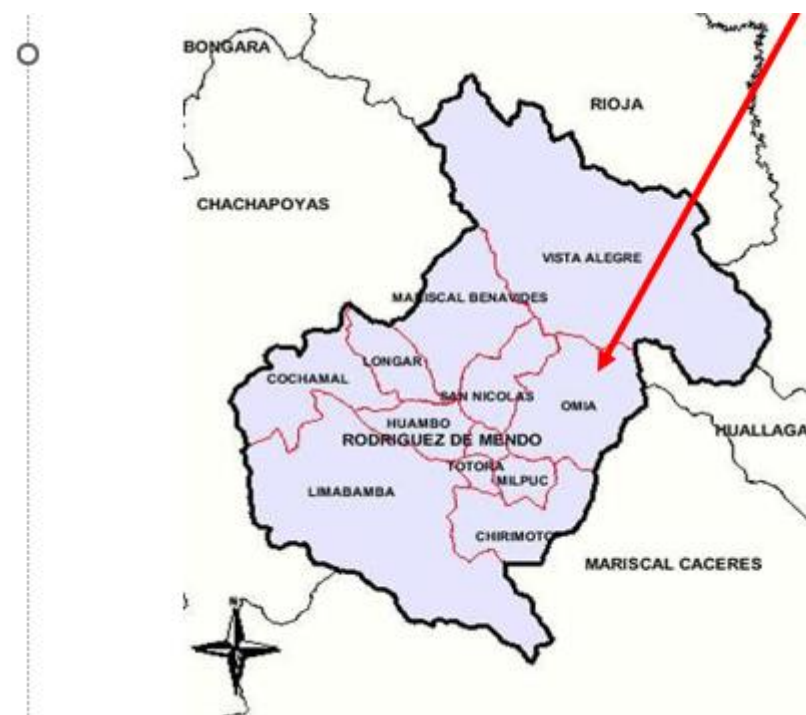 BONGARA
RIOJA
CHACHAPOYAS
VISTA ALEGRE
MARISCAL BENAVIDES
LONGAR
COCHAMAL
SAN NICOLAS
OMIA
HUAMBO
HUALLAGA
RODRIGUEZ DE MENDO
TOTORA
MILPUC
LIMABAMBA
CHIRIMOTO
MARISCAL CACERES
N